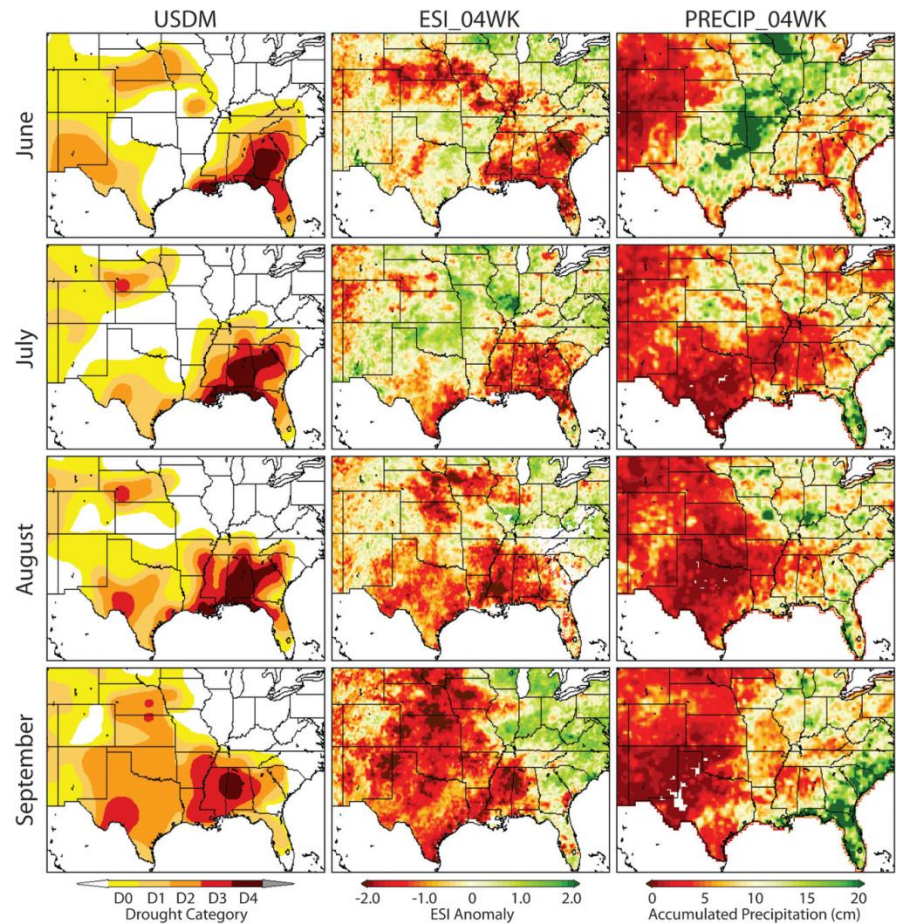 USDM ESI_04WK PRECIP_04WK
June
July
August
September
D0 D1 D2 D3 D4 -2.0 -1.0 0 1.0 2.0 0 5 10 15 20
Drought Category ESI Anomaly Accumulated Precipitation (cm)